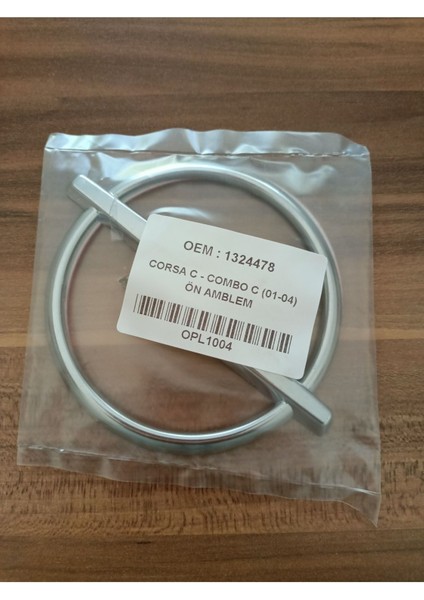 OEM : 1324478
CORSA C - COMBO C (01-04)
ÖN AMBLEM
OPL1004